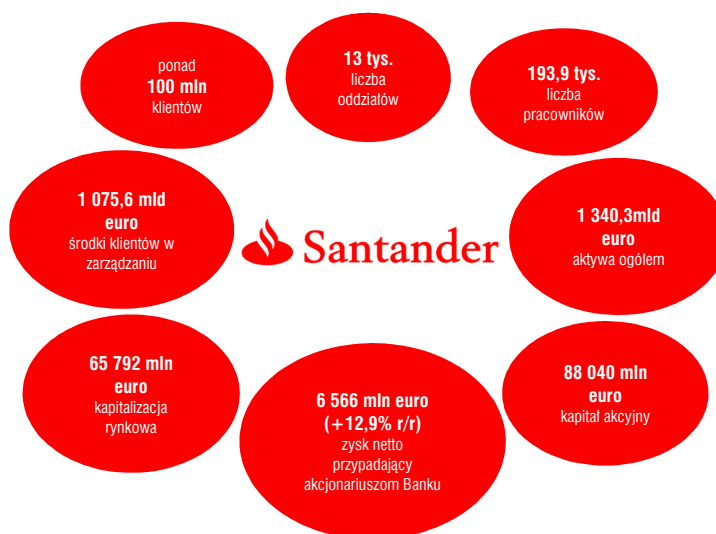 ponad
100 mln
klientów
13 tys.
liczba
oddziałów
193,9 tys.
liczba
pracowników
1 075,6 mld
euro
środki klientów w
zarządzaniu
Santander
1 340,3mld
euro
aktywa ogółem
65 792 mln
euro
kapitalizacja
rynkowa
6 566 mln euro
(+12,9% r/r)
zysk netto
przypadający
akcjonariuszom Banku
88 040 mln
euro
kapitał akcyjny